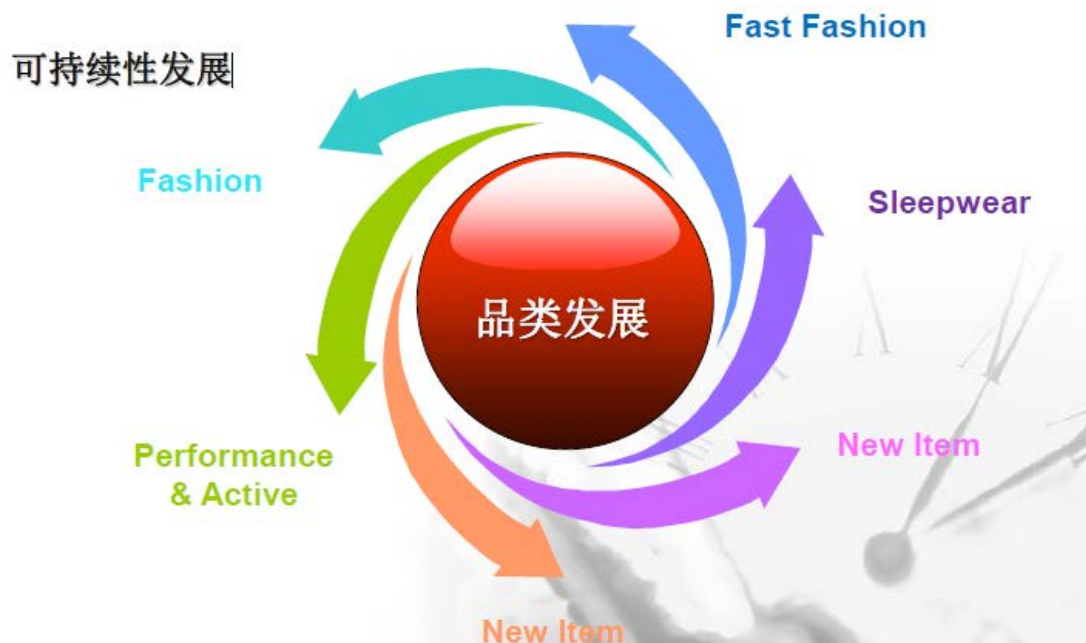 Fast Fashion
可持续性发展
Fashion
Sleepwear
品类发展
New Item
Performance
& Active
New Item